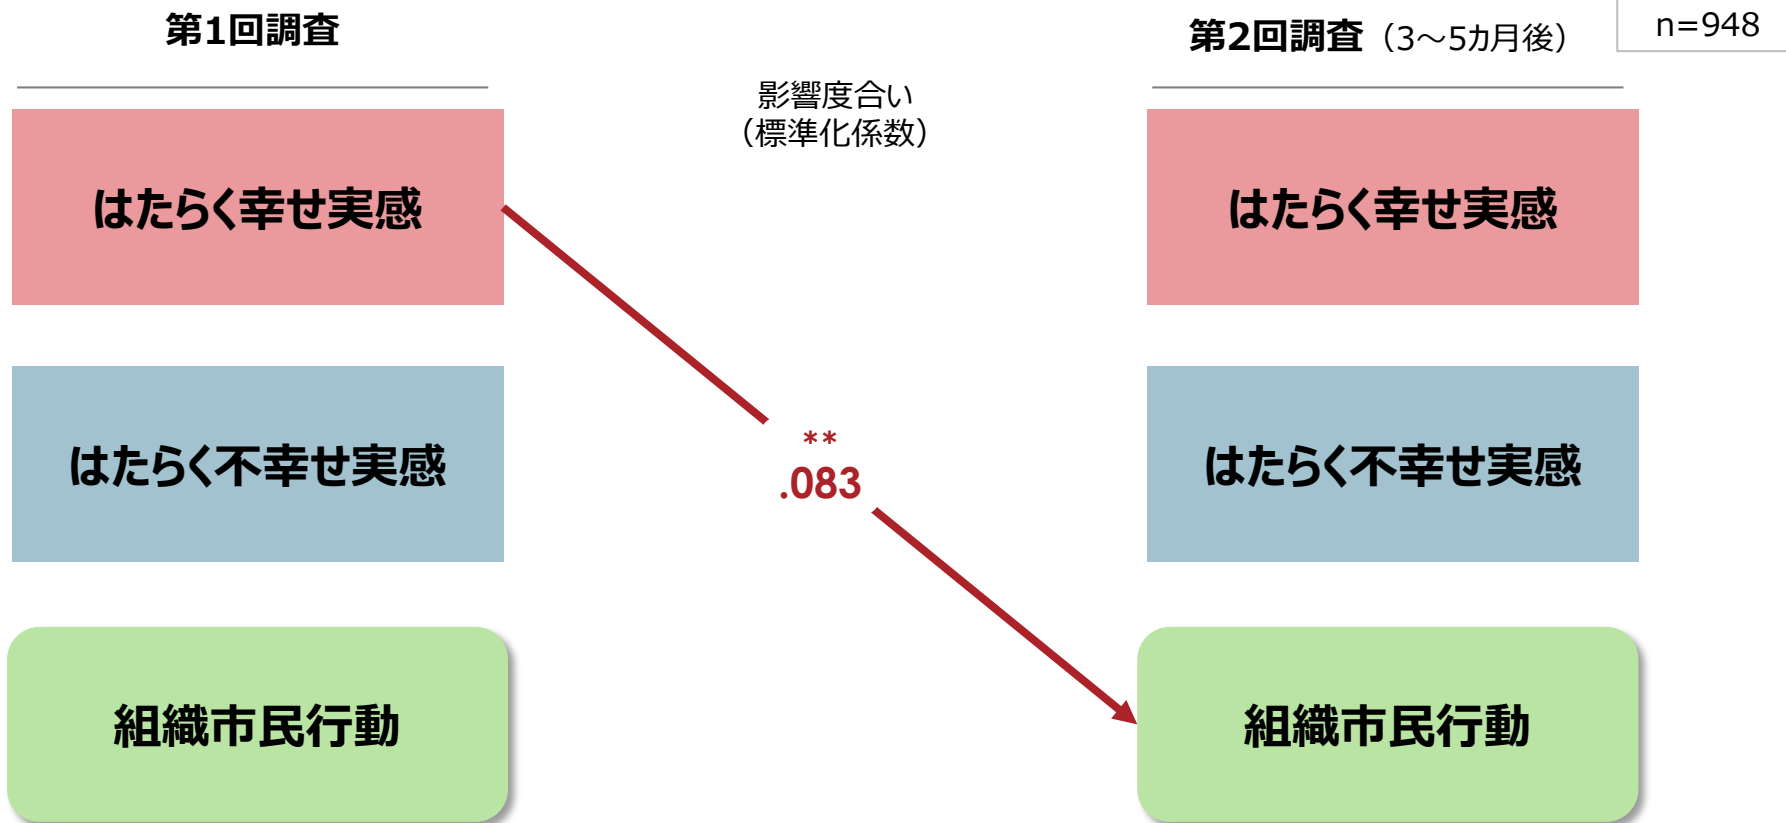 第1回調査
第2回調査（3～5カ月後）
n=948
影響度合い
（標準化係数）
はたらく幸せ実感
はたらく幸せ実感
はたらく不幸せ実感
はたらく不幸せ実感
**
.083
組織市民行動
組織市民行動